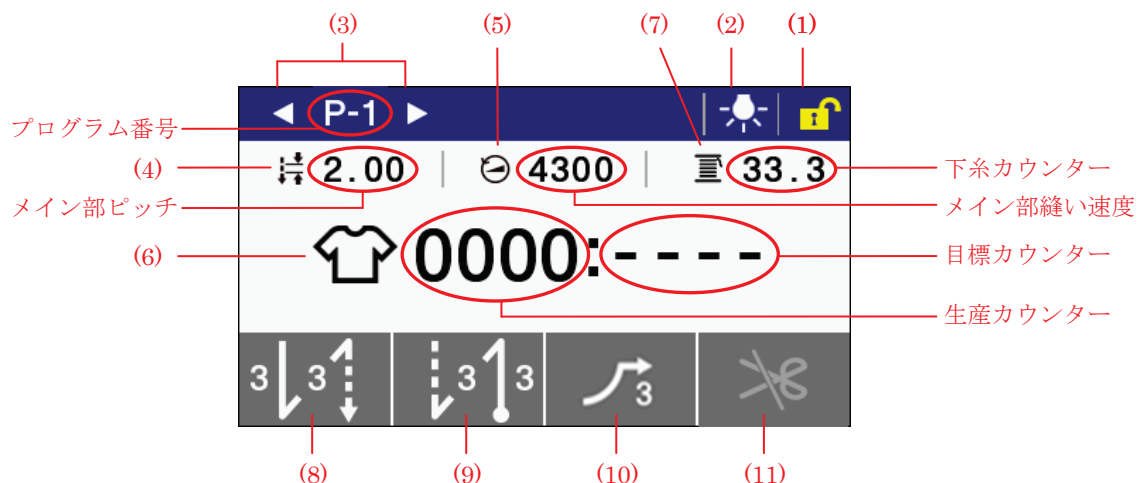 (3) (5) (7) (2) (1)
P-1
プログラム番号
(4) 2.00 4300 33.3 下糸カウンター
メイン部ピッチ メイン部縫い速度
(6) 0000:---- 目標カウンター
生産カウンター
3 3 3 3 3
(8) (9) (10) (11)